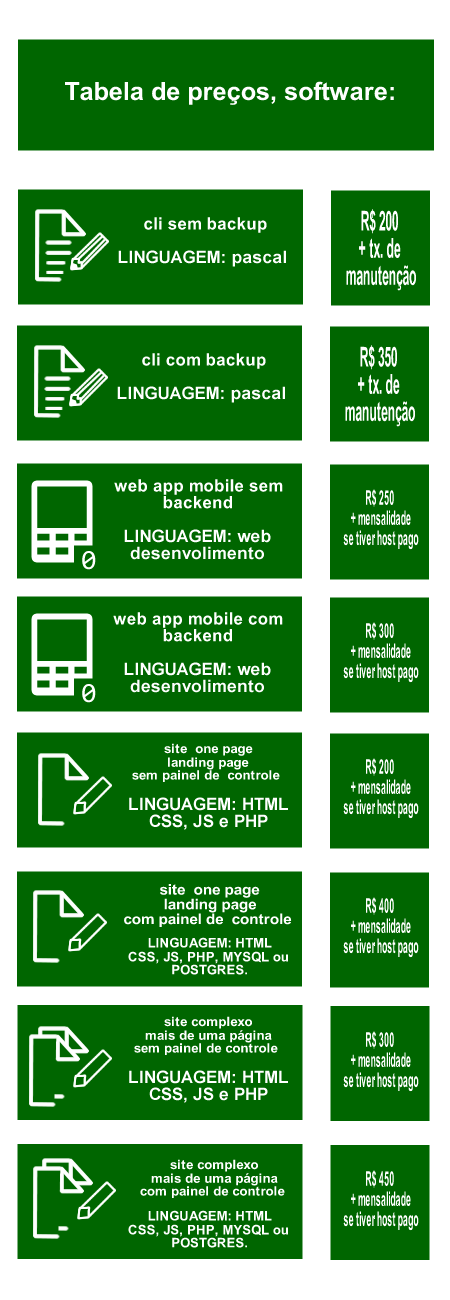 Tabela de preços, software:
cli sem backup
LINGUAGEM: pascal
R$ 200
+ tx. de
manutenção
cli com backup
LINGUAGEM: pascal
R$ 350
+ tx. de
manutenção
web app mobile sem
backend
LINGUAGEM: web
desenvolimento
R$ 250
+ mensalidade
se tiver host pago
web app mobile com
backend
LINGUAGEM: web
desenvolimento
R$ 300
+ mensalidade
se tiver host pago
site one page
landing page
sem painel de controle
LINGUAGEM: HTML
CSS, JS e PHP
R$ 200
+ mensalidade
se tiver host pago
site one page
landing page
com painel de controle
LINGUAGEM: HTML
CSS, JS, PHP, MYSQL ou
POSTGRES.
R$ 400
+ mensalidade
se tiver host pago
site complexo
mais de uma página
sem painel de controle
LINGUAGEM: HTML
CSS, JS e PHP
R$ 300
+ mensalidade
se tiver host pago
site complexo
mais de uma página
com painel de controle
LINGUAGEM: HTML
CSS, JS, PHP, MYSQL ou
POSTGRES.
R$ 450
+ mensalidade
se tiver host pago